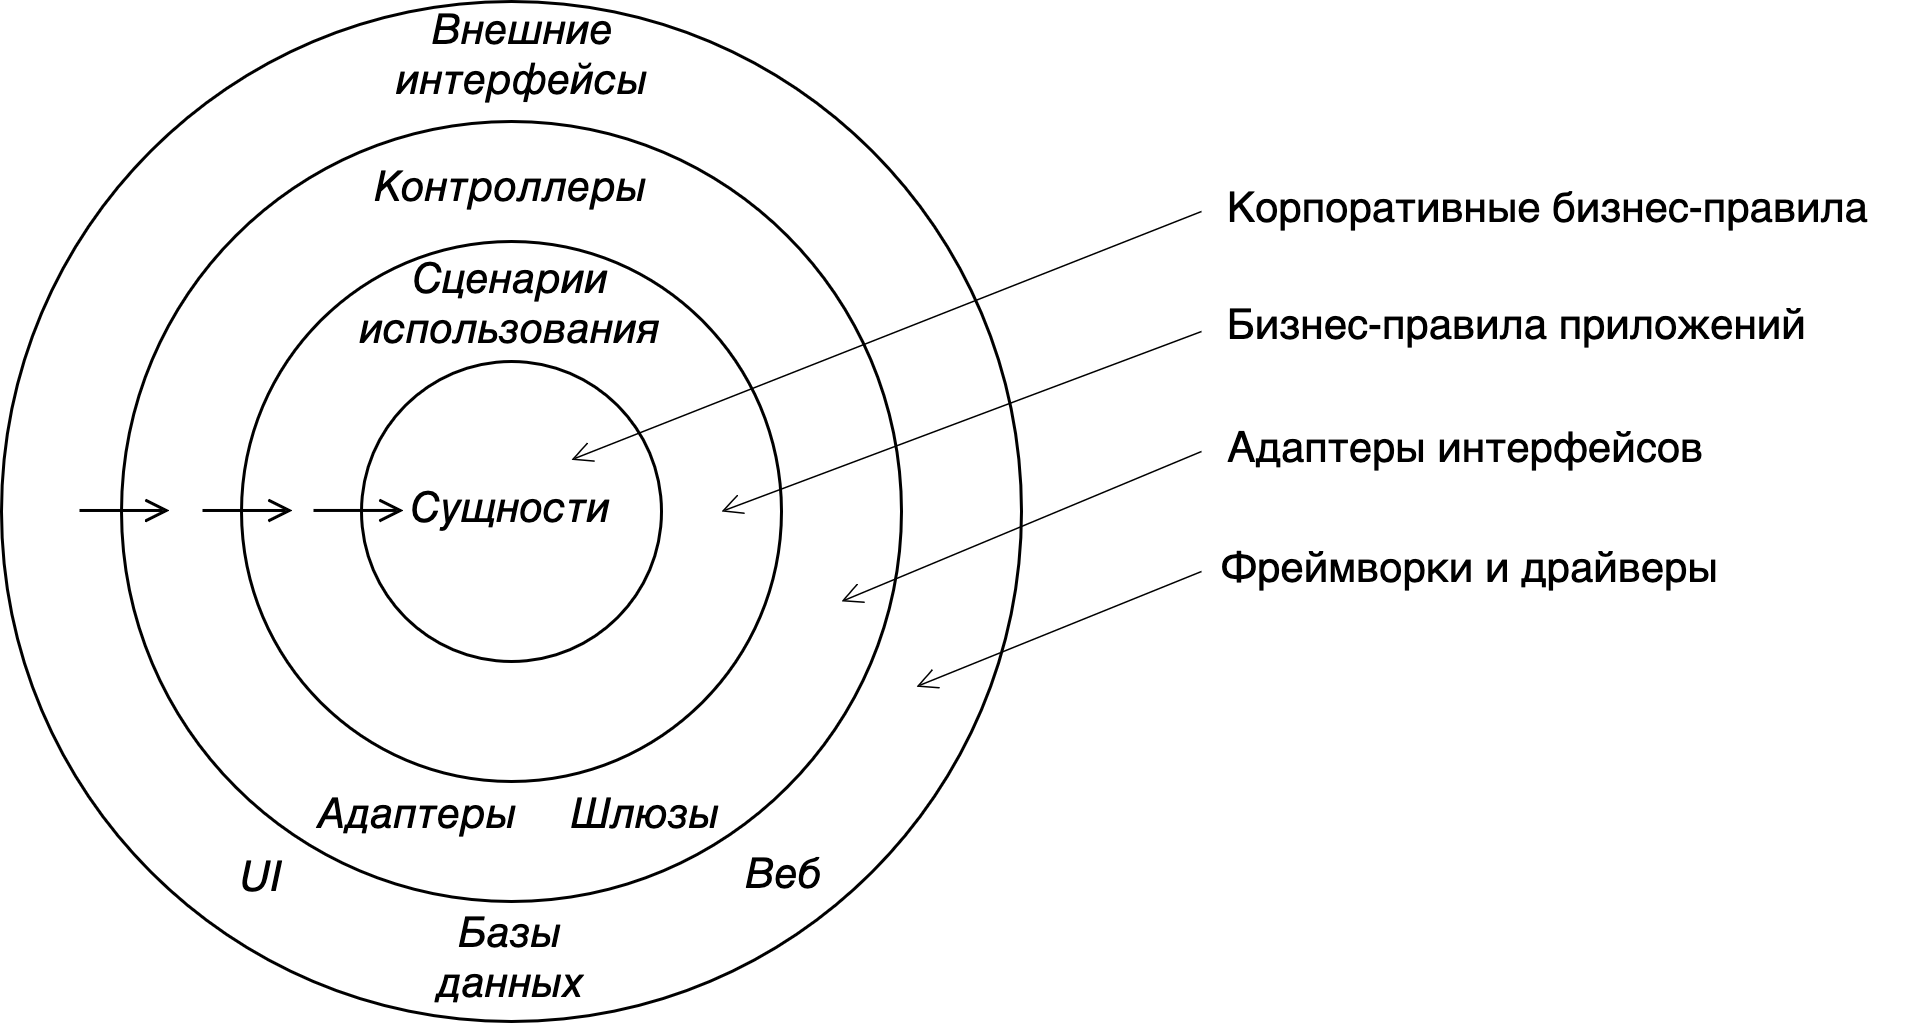 Внешние
интерфейсы
Контроллеры
Сценарии
использования
Сущности
Адаптеры
Шлюзы
UI
Веб
Базы
данных
Корпоративные бизнес-правила
Бизнес-правила приложений
Адаптеры интерфейсов
Фреймворки и драйверы